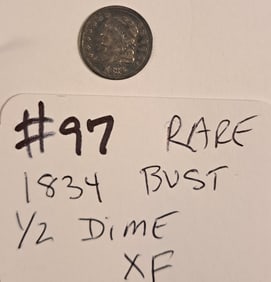 #97 RARE
1834 BUST
1/2 DIME
XF